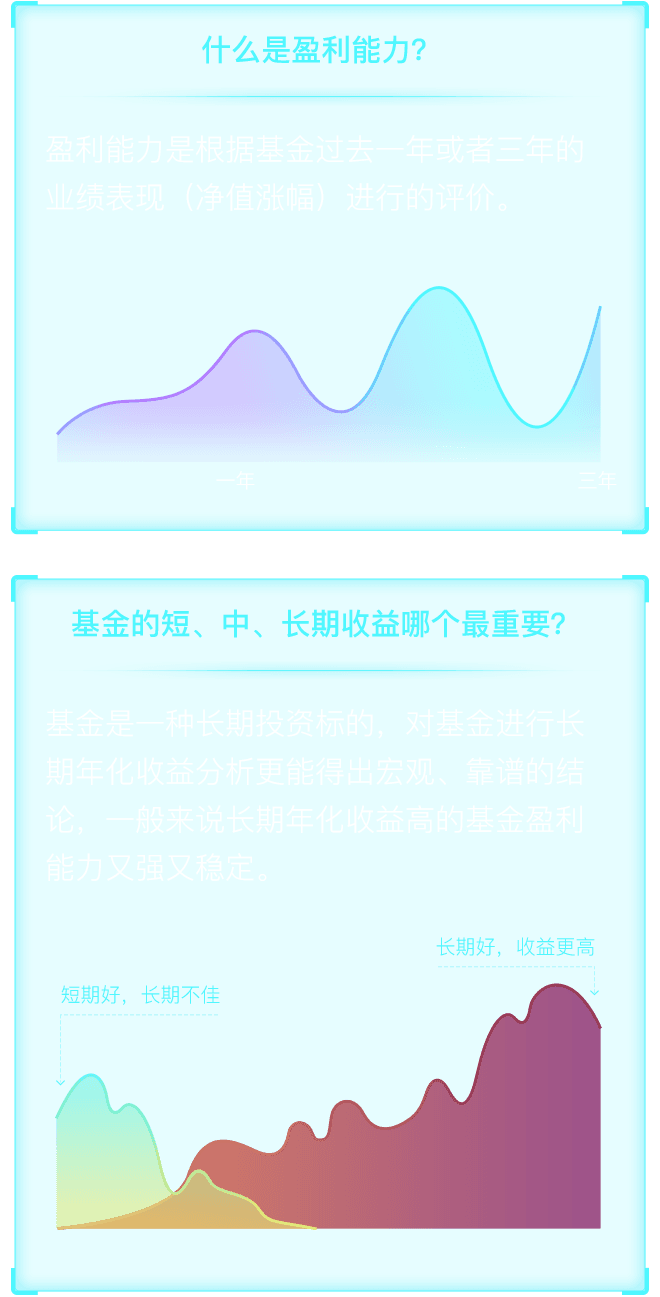 什么是盈利能力?
盈利能力是根据基金过去一年或者三年的
业绩表现（净值涨幅）进行的评价。
一年
三年
基金的短、中、长期收益哪个最重要?
基金是一种长期投资标的，对基金进行长
期年化收益分析更能得出宏观、靠谱的结
论，一般来说长期年化收益高的基金盈利
能力又强又稳定。
长期好，收益更高
短期好，长期不佳